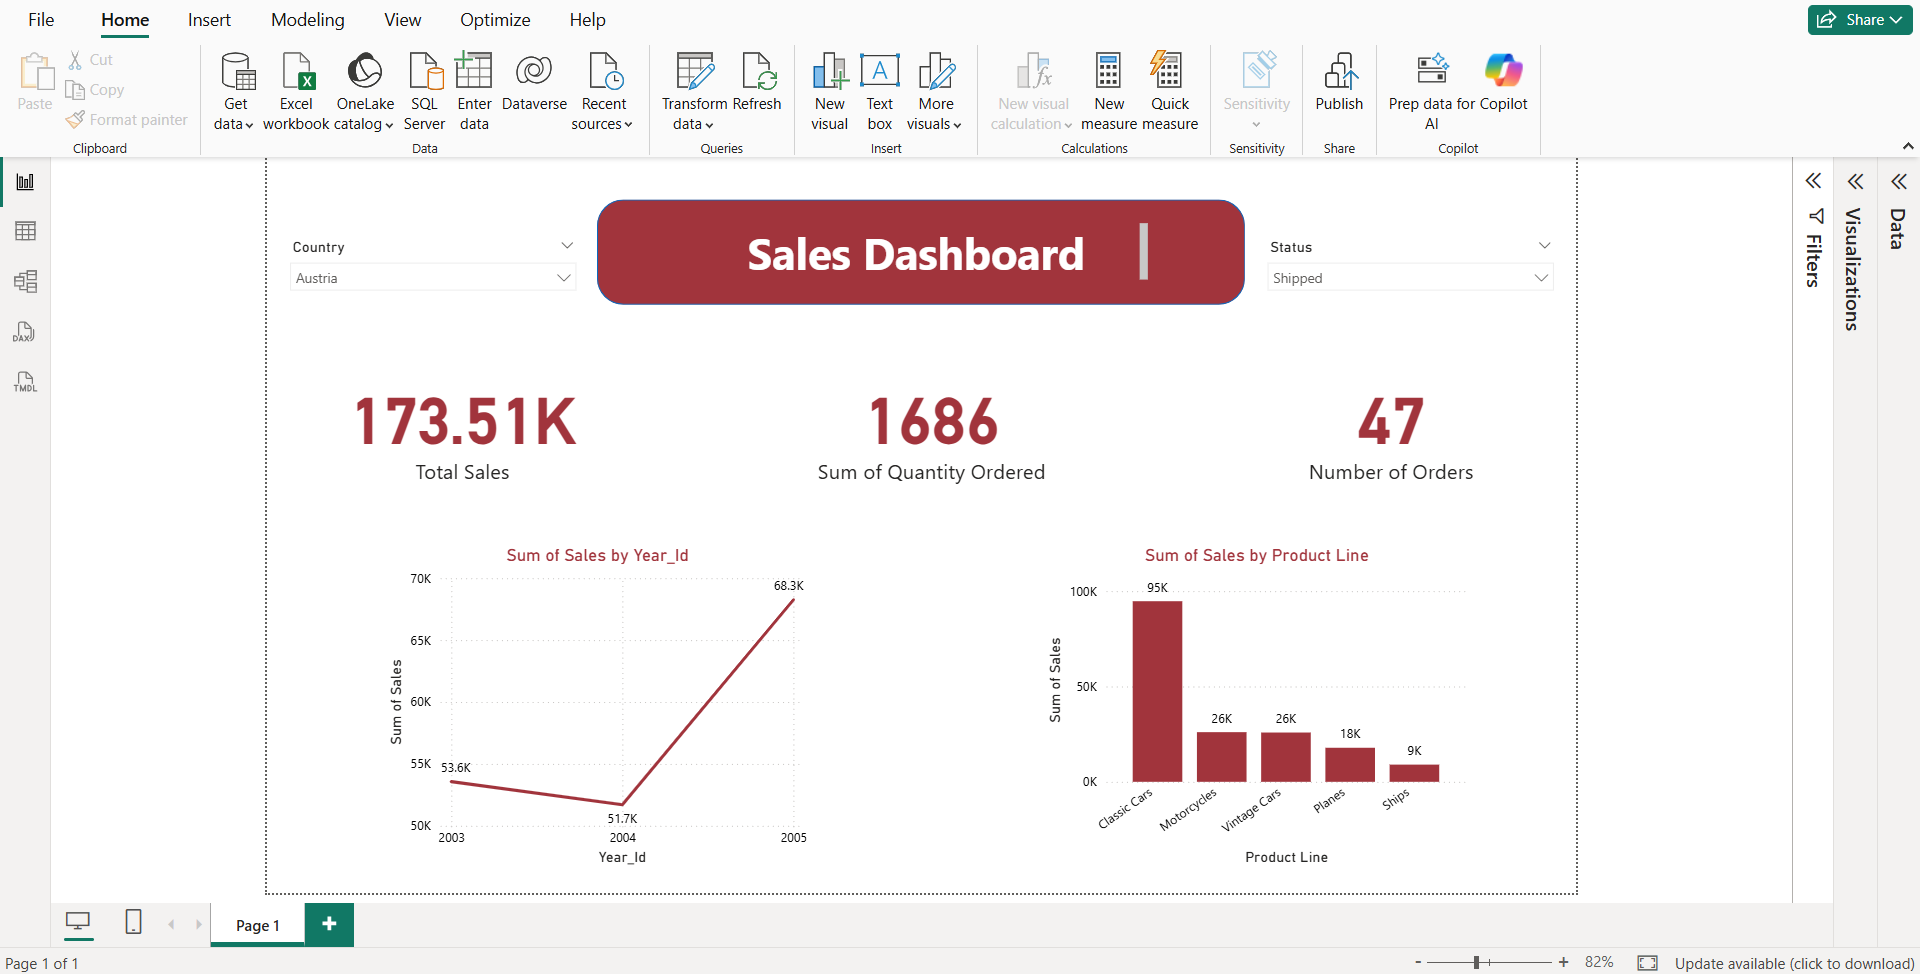 File Home Insert Modeling View Optimize Help Share
Paste
Cut
Copy
Format painter
Clipboard
Get data
Excel workbook
OneLake catalog
SQL Server
Enter data
Dataverse
Recent sources
Data
Transform data
Refresh
Queries
New visual
Text box
More visuals
Insert
New visual calculation
New measure
Quick measure
Calculations
Sensitivity
Sensitivity
Publish
Share
Prep data for AI
Copilot
Copilot
DAX
TMDL
Country
Austria
Sales Dashboard
Status
Shipped
Filters
Visualizations
Data
173.51K
Total Sales
1686
Sum of Quantity Ordered
47
Number of Orders
Sum of Sales by Year_Id
Sum of Sales
70K
65K
60K
55K
50K
53.6K
51.7K
68.3K
2003 2004 2005
Year_Id
Sum of Sales by Product Line
Sum of Sales
100K
50K
0K
95K
26K
26K
18K
9K
Classic Cars
Motorcycles
Vintage Cars
Planes
Ships
Product Line
Page 1
+
Page 1 of 1
- + 82%
Update available (click to download)